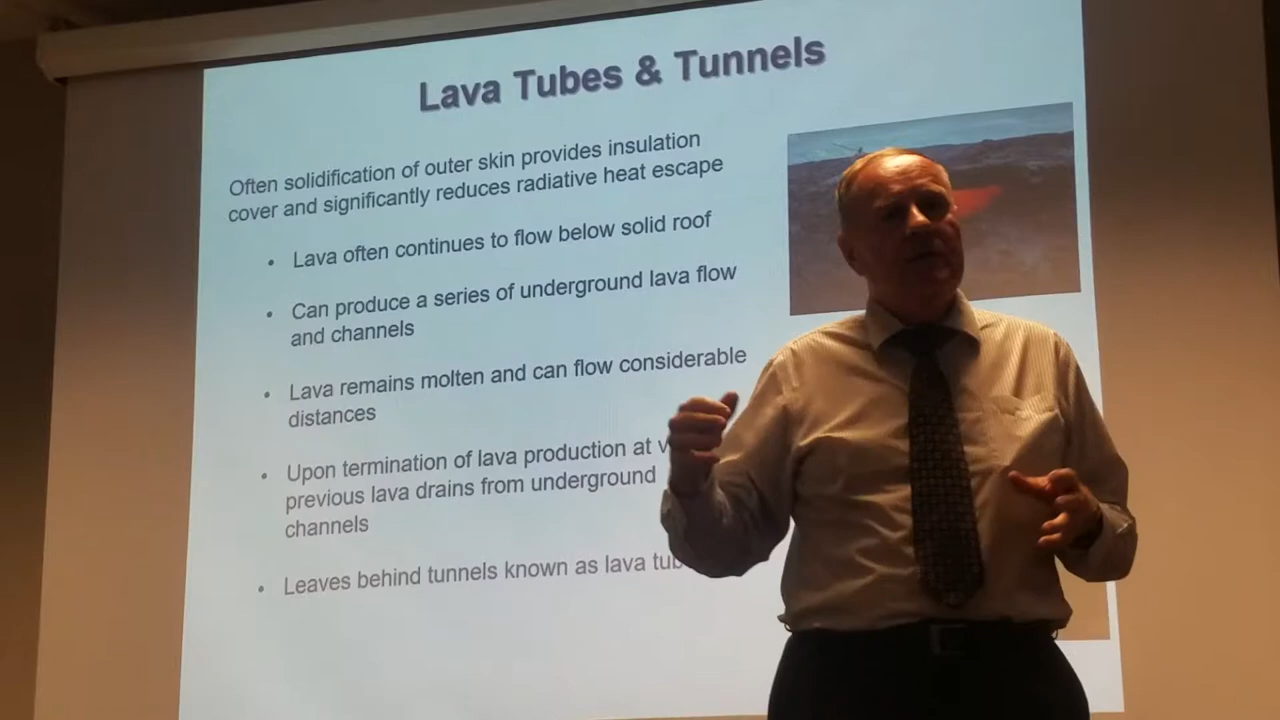 Lava Tubes & Tunnels
Often solidification of outer skin provides insulation
cover and significantly reduces radiative heat escape
• Lava often continues to flow below solid roof
• Can produce a series of underground lava flow
and channels
• Lava remains molten and can flow considerable
distances
• Upon termination of lava production at
previous lava drains from underground
channels
• Leaves behind tunnels known as lava